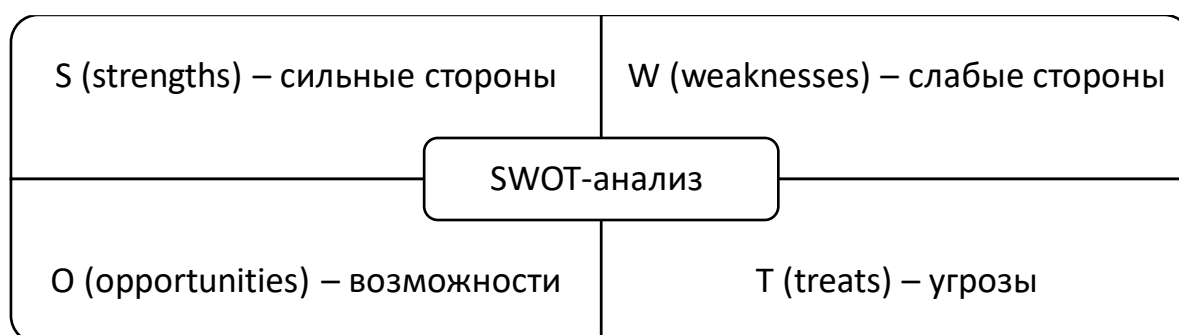 S (strengths) – сильные стороны
W (weaknesses) – слабые стороны
SWOT-анализ
O (opportunities) – возможности
T (treats) – угрозы